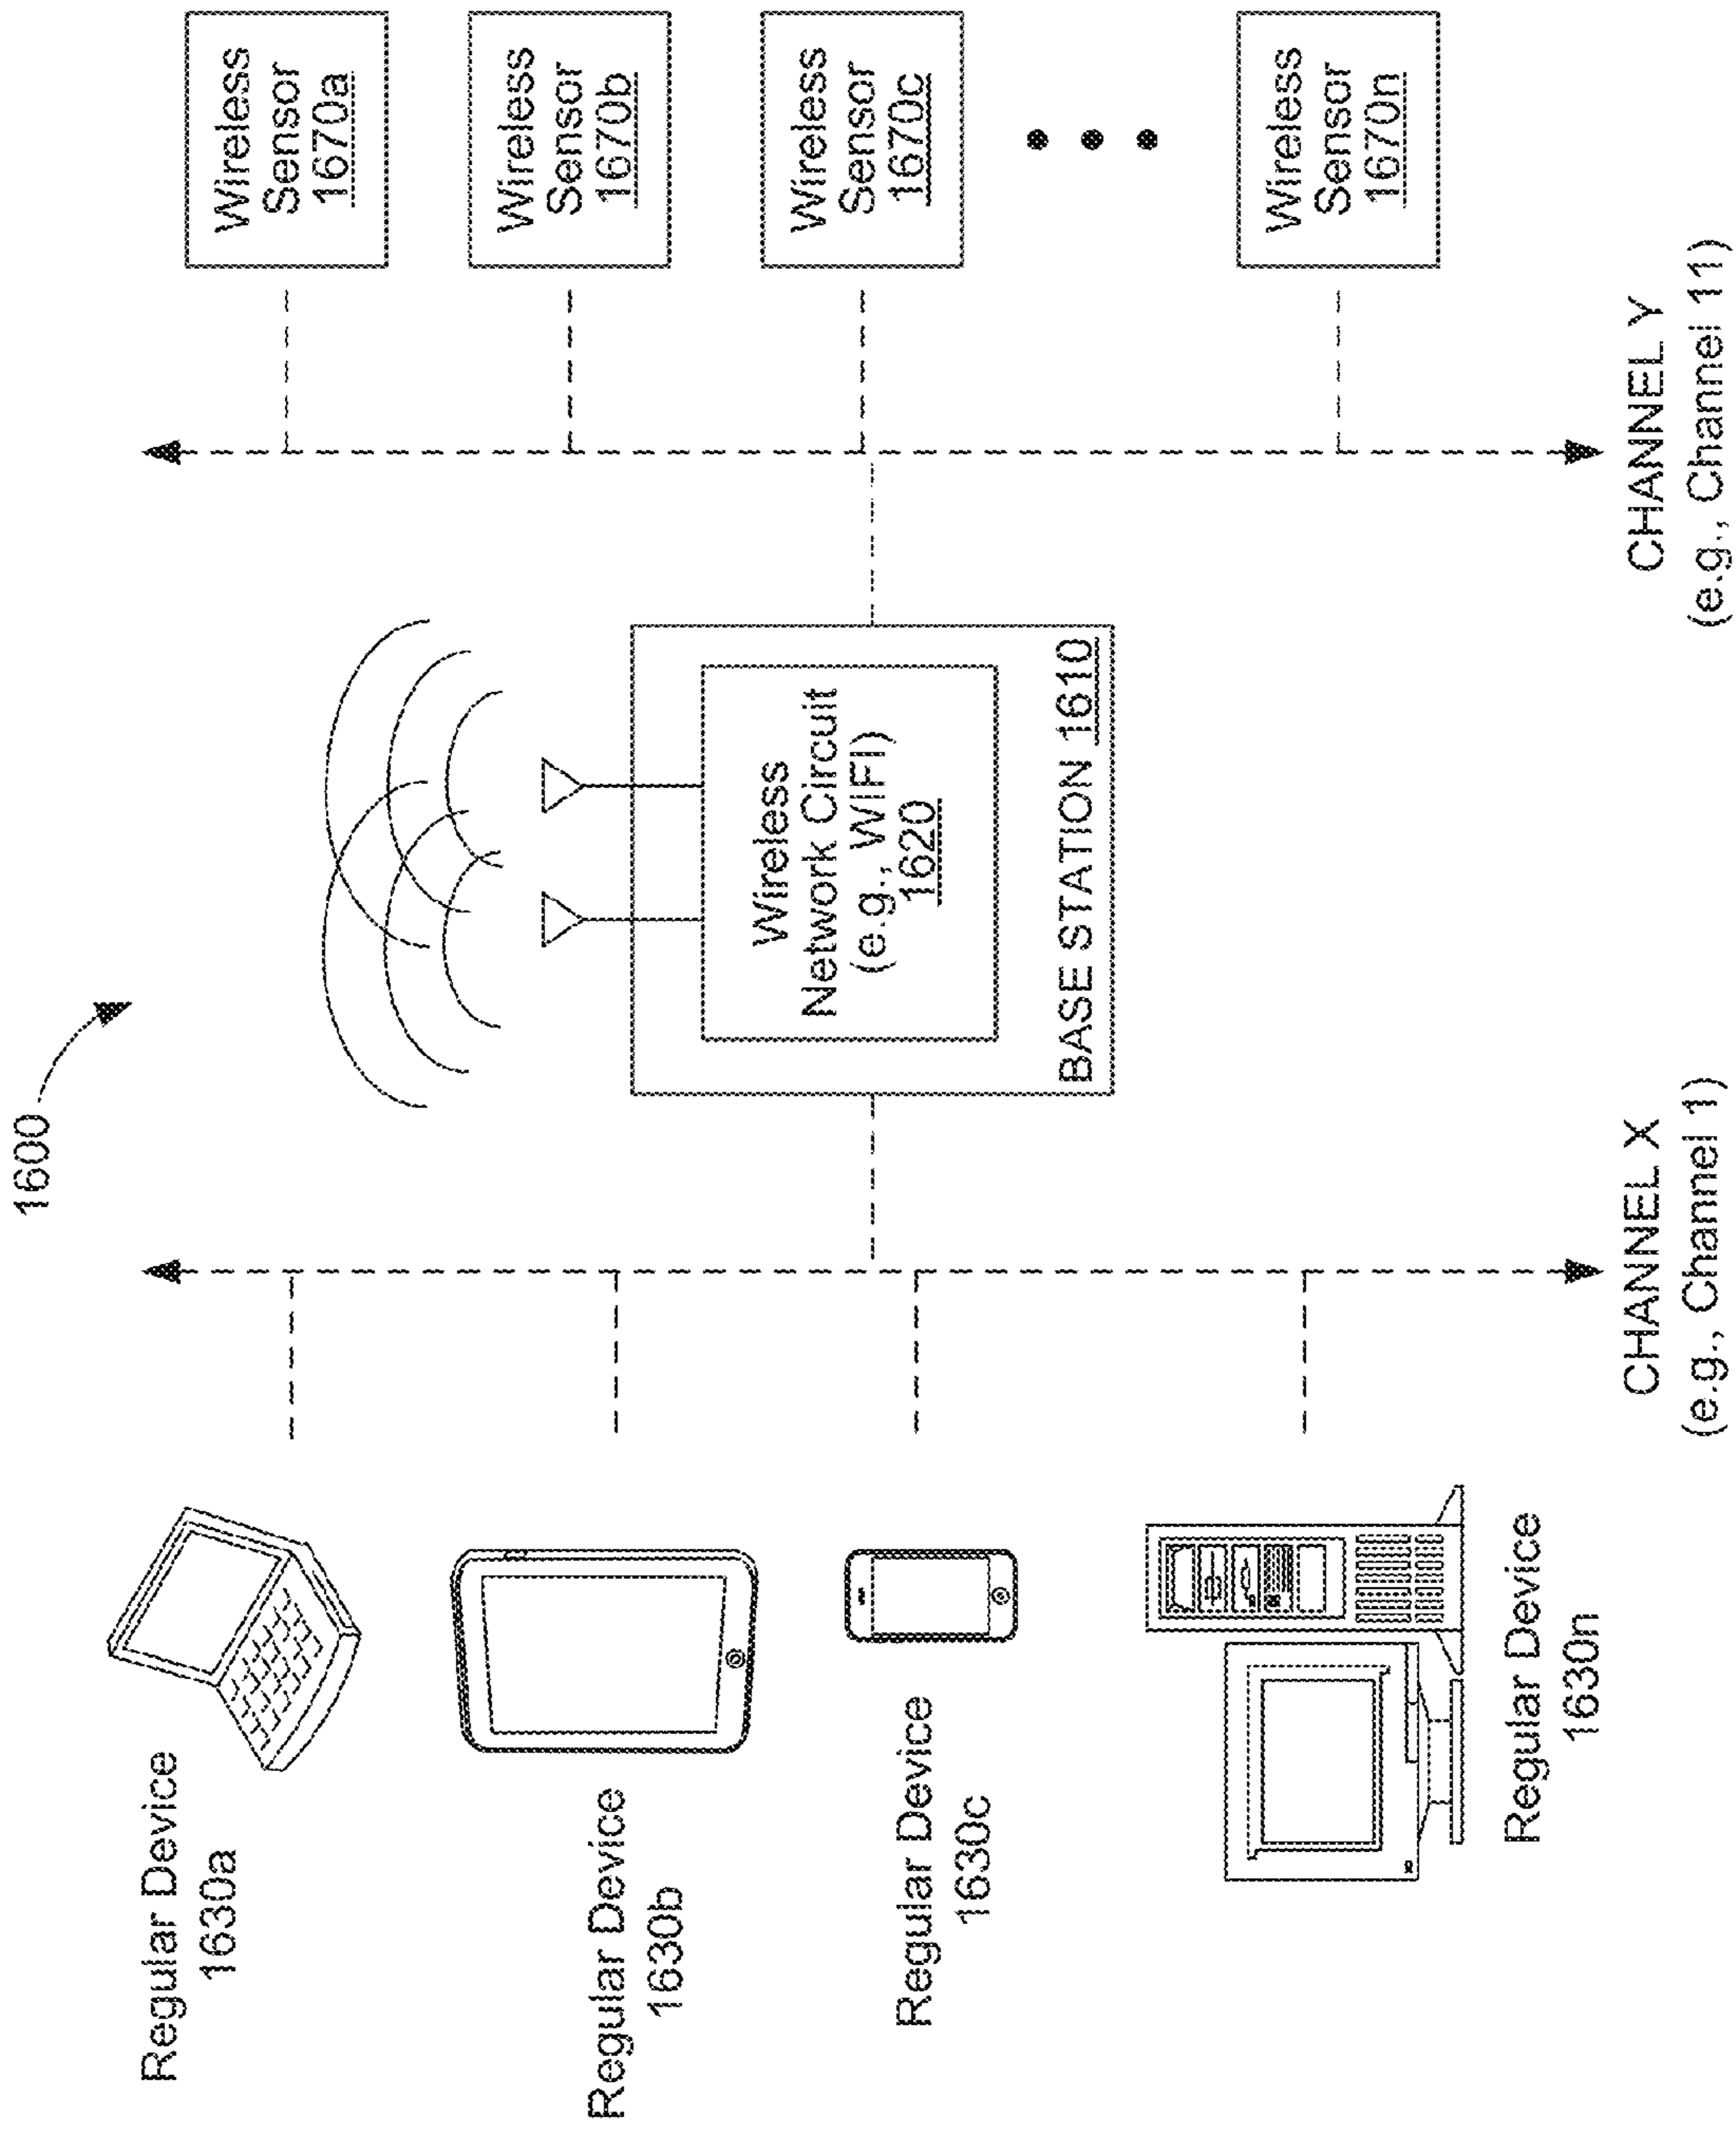 1600
Regular Device
1630a
Regular Device
1630b
Regular Device
1630c
Regular Device
1630n
CHANNEL X
(e.g., Channel 1)
Wireless
Network Circuit
(e.g., WIFI)
1620
BASE STATION 1610
CHANNEL Y
(e.g., Channel 11)
Wireless
Sensor
1670a
Wireless
Sensor
1670b
Wireless
Sensor
1670c
Wireless
Sensor
1670n